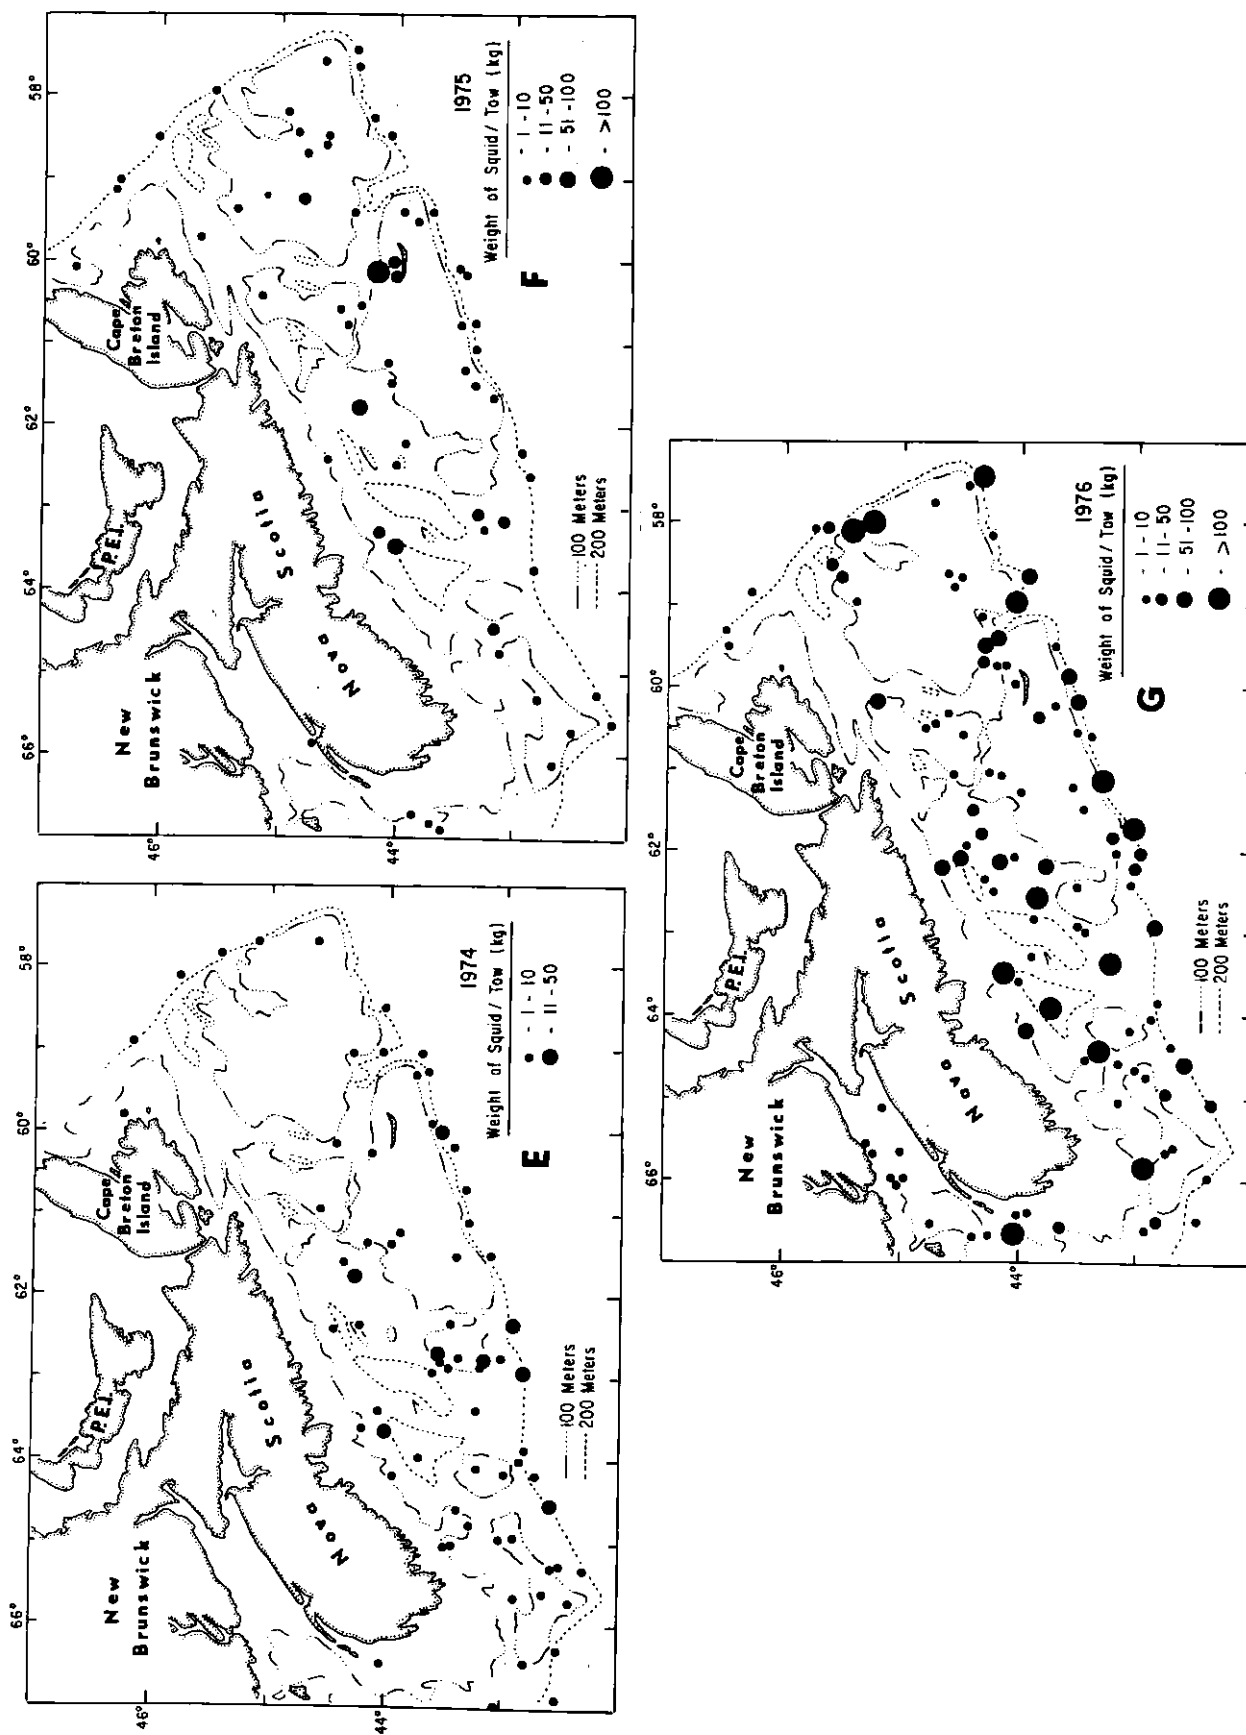 66°
64°
62°
60°
58°
46°
44°
New
Brunswick
P.E.I.
Cape
Breton
Island
Nova
Scotia
100 Meters
200 Meters
E
1974
Weight of Squid / Tow (kg)
- 1 - 10
- 11 - 50
66°
64°
62°
60°
58°
46°
44°
New
Brunswick
P.E.I.
Cape
Breton
Island
Nova
Scotia
100 Meters
200 Meters
F
1975
Weight of Squid / Tow (kg)
- 1 - 10
- 11 - 50
- 51 - 100
- >100
66°
64°
62°
60°
58°
46°
44°
New
Brunswick
P.E.I.
Cape
Breton
Island
Nova
Scotia
100 Meters
200 Meters
G
1976
Weight of Squid / Tow (kg)
- 1 - 10
- 11 - 50
- 51 - 100
- >100